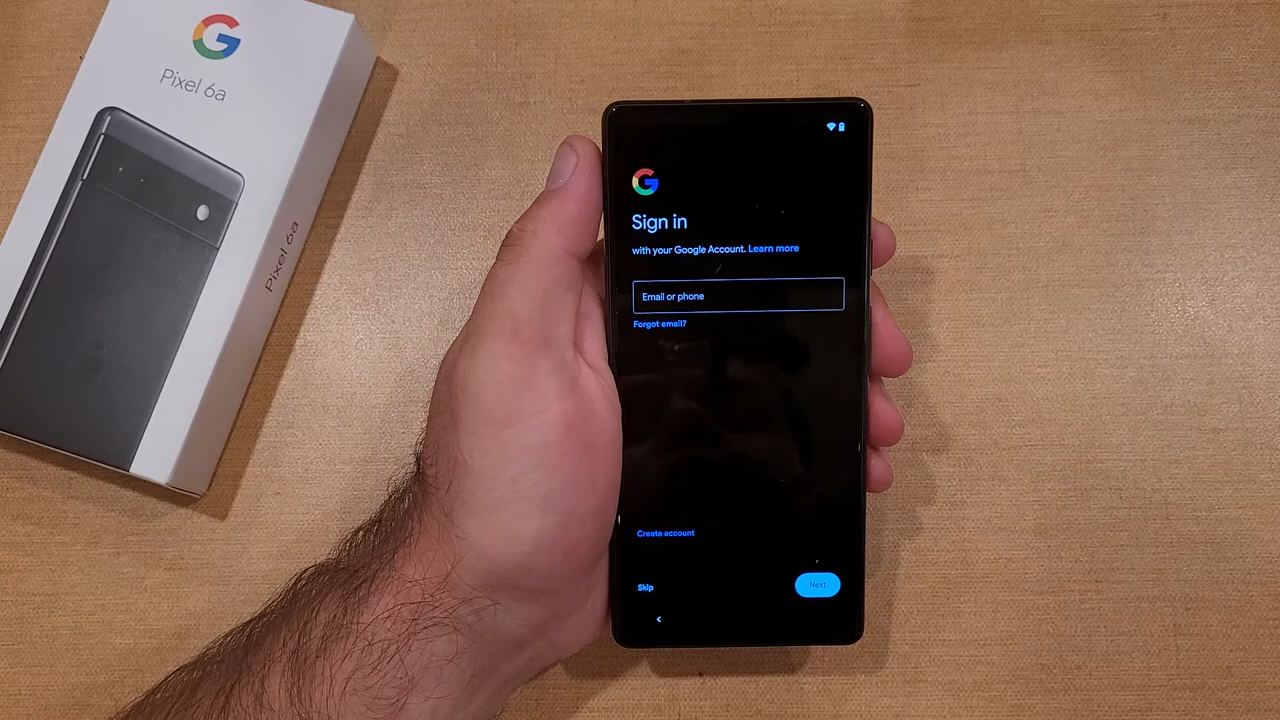 Pixel 6a
Pixel 6a
Sign in
with your Google Account. Learn more
Email or phone
Forgot email?
Create account
Skip
Next